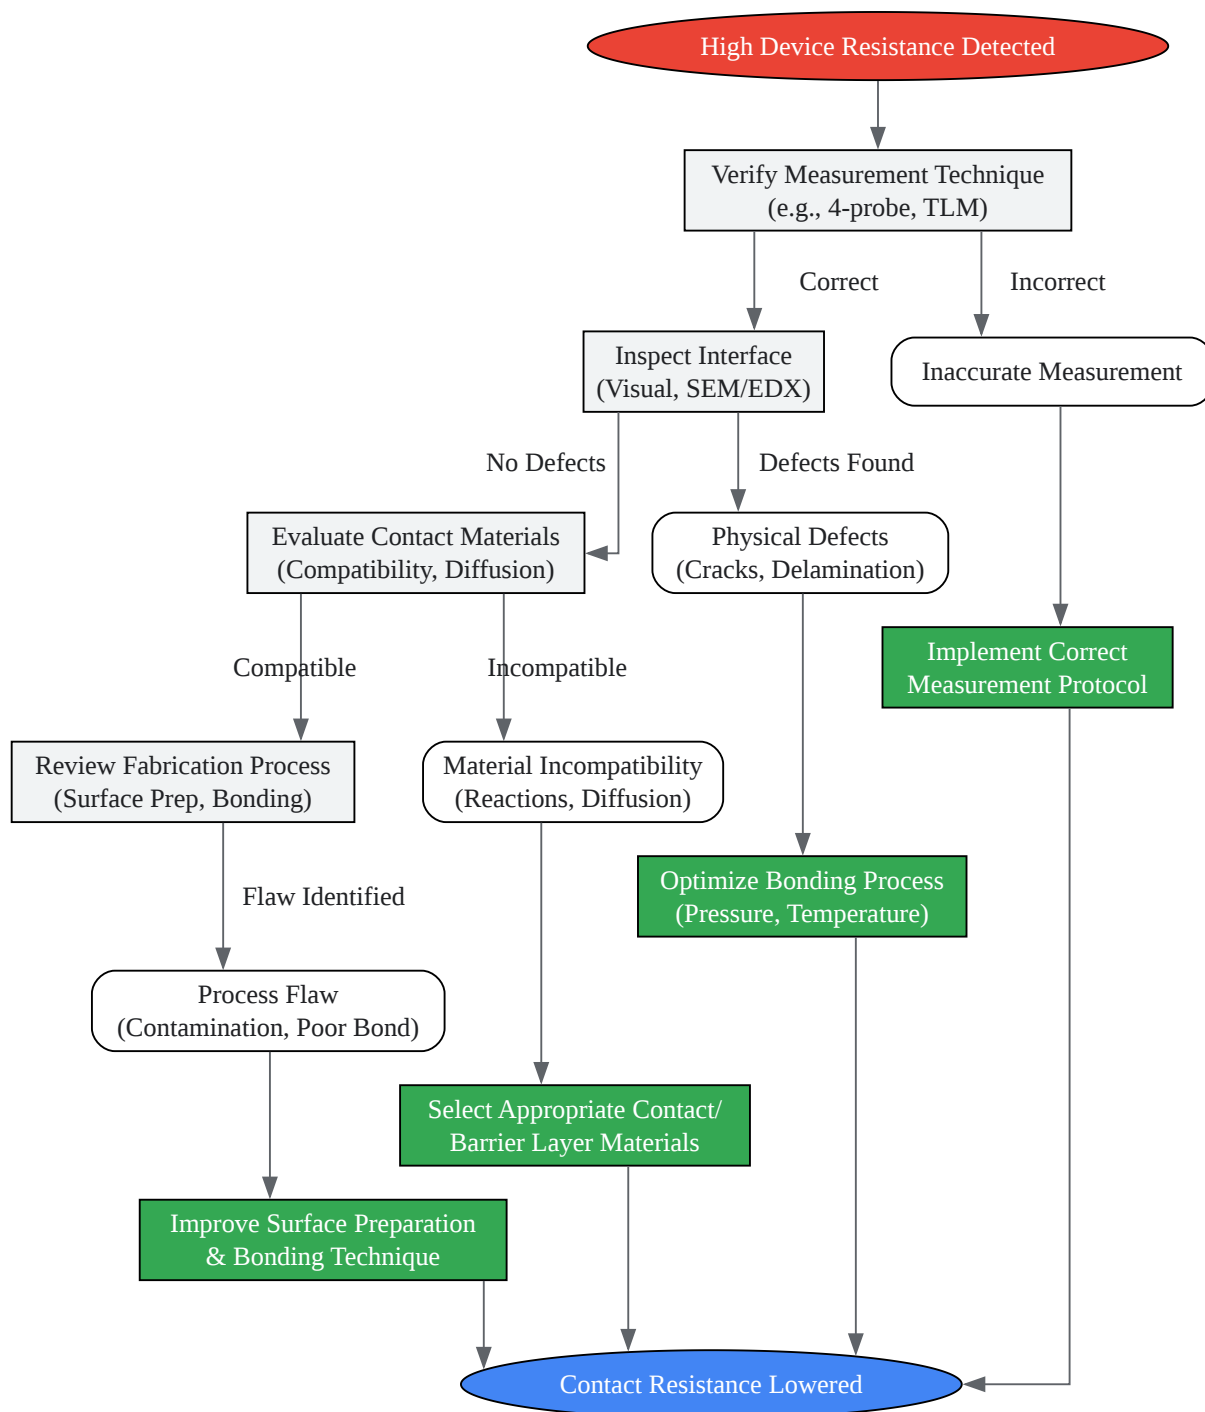 High Device Resistance Detected
Verify Measurement Technique
(e.g., 4-probe, TLM)
Correct
Incorrect
Inspect Interface
(Visual, SEM/EDX)
Inaccurate Measurement
No Defects
Defects Found
Evaluate Contact Materials
(Compatibility, Diffusion)
Physical Defects
(Cracks, Delamination)
Implement Correct
Measurement Protocol
Compatible
Incompatible
Review Fabrication Process
(Surface Prep, Bonding)
Material Incompatibility
(Reactions, Diffusion)
Optimize Bonding Process
(Pressure, Temperature)
Flaw Identified
Process Flaw
(Contamination, Poor Bond)
Select Appropriate Contact/
Barrier Layer Materials
Improve Surface Preparation
& Bonding Technique
Contact Resistance Lowered